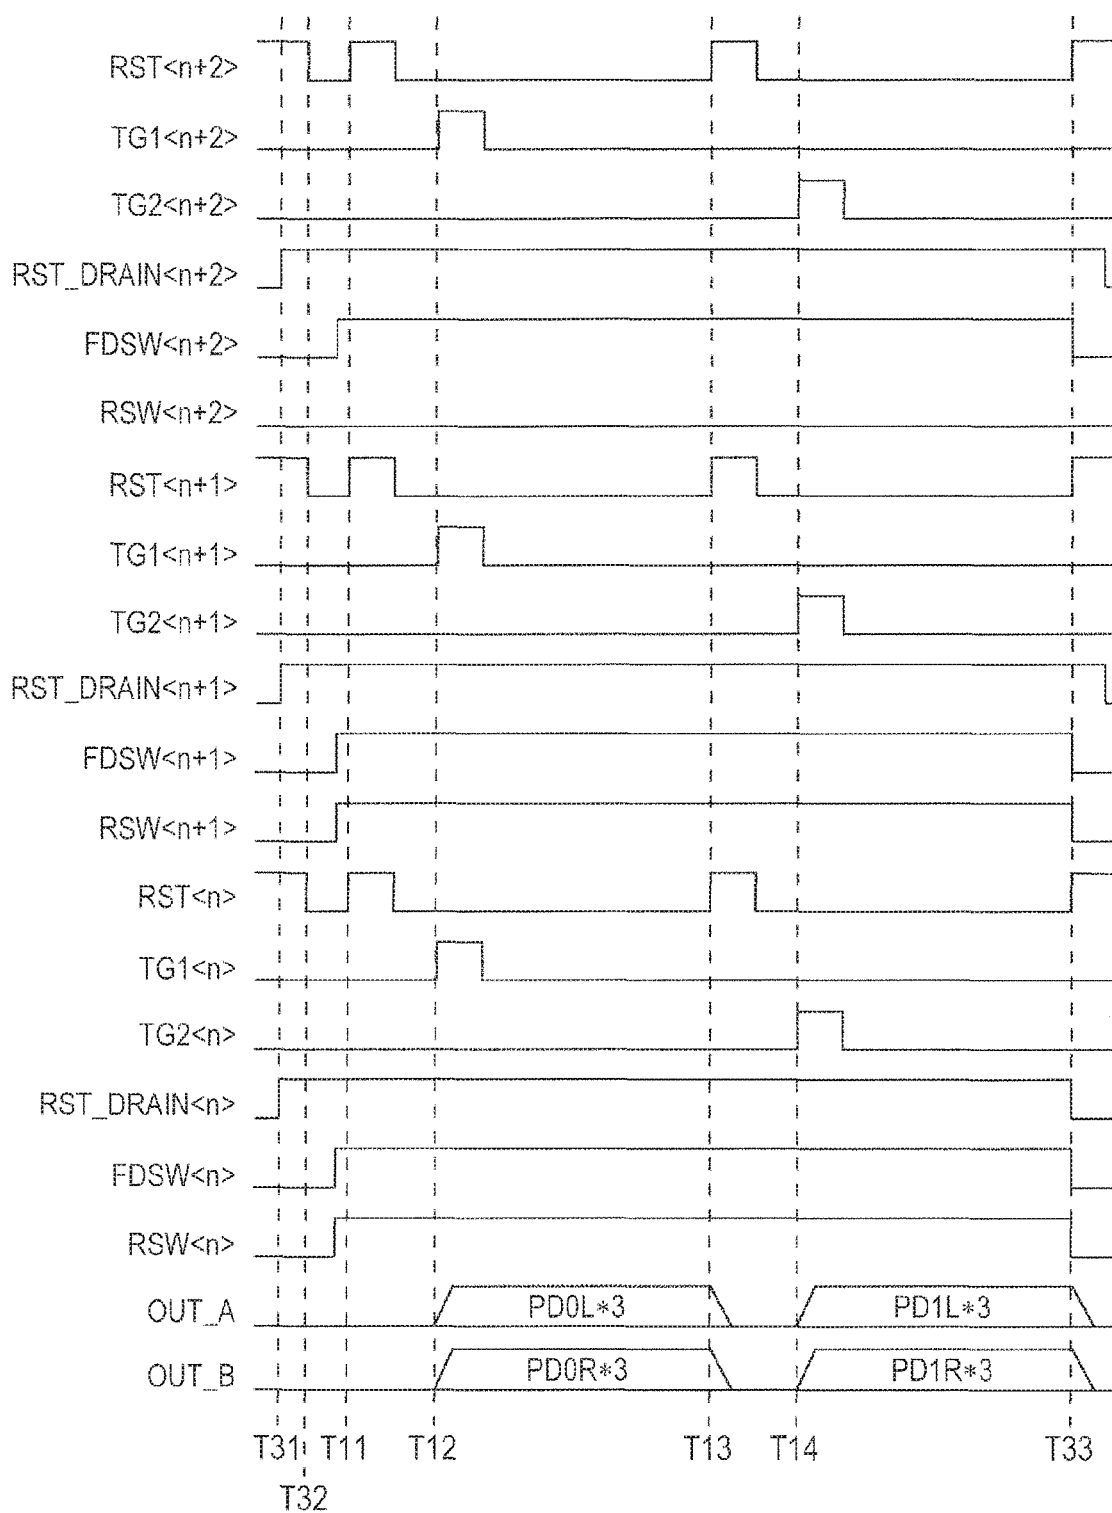 RST<n+2>
TG1<n+2>
TG2<n+2>
RST_DRAIN<n+2>
FDSW<n+2>
RSW<n+2>
RST<n+1>
TG1<n+1>
TG2<n+1>
RST_DRAIN<n+1>
FDSW<n+1>
RSW<n+1>
RST<n>
TG1<n>
TG2<n>
RST_DRAIN<n>
FDSW<n>
RSW<n>
OUT_A PD0L*3 PD1L*3
OUT_B PD0R*3 PD1R*3
T31 T11 T12 T13 T14 T33
T32